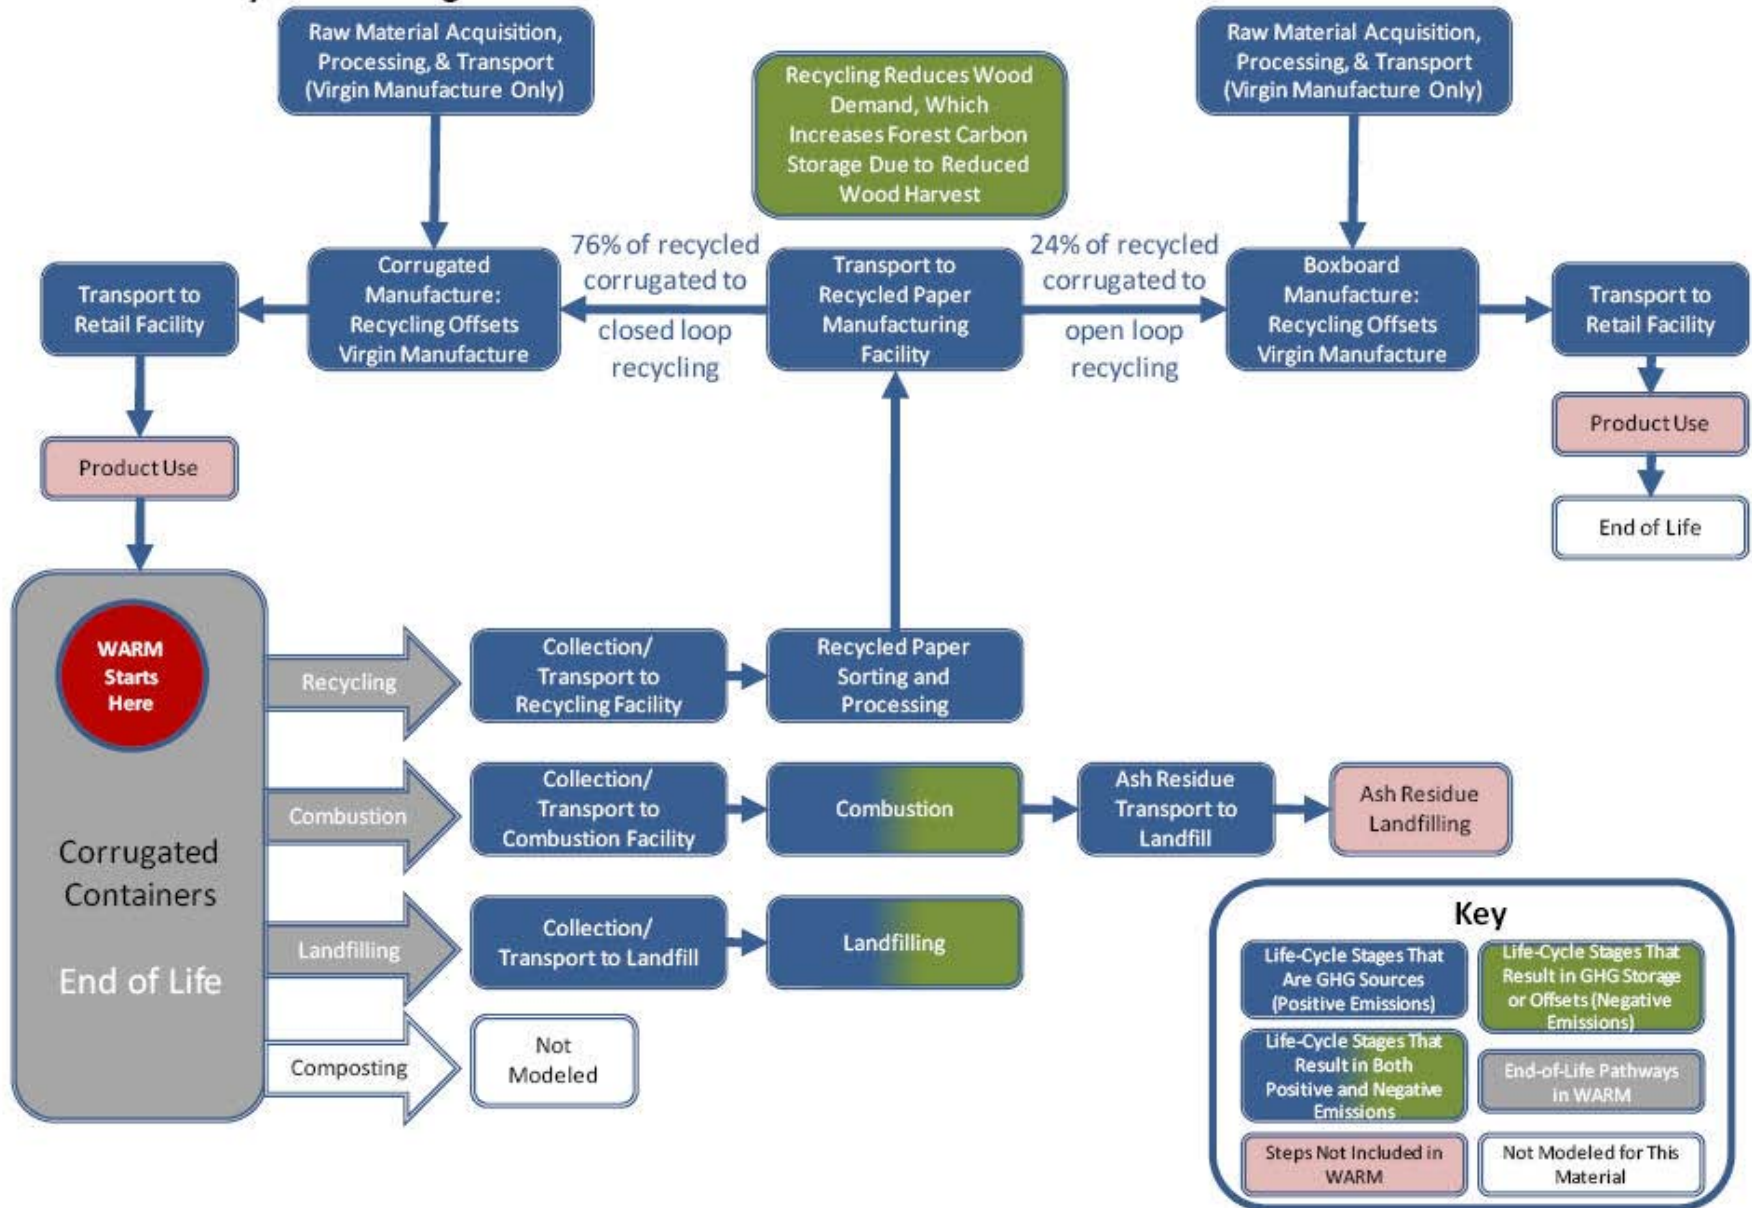 Raw Material Acquisition,
Processing, & Transport
(Virgin Manufacture Only)
Recycling Reduces Wood
Demand, Which
Increases Forest Carbon
Storage Due to Reduced
Wood Harvest
Raw Material Acquisition,
Processing, & Transport
(Virgin Manufacture Only)
Transport to
Retail Facility
Corrugated
Manufacture:
Recycling Offsets
Virgin Manufacture
76% of recycled
corrugated to
closed loop
recycling
Transport to
Recycled Paper
Manufacturing
Facility
24% of recycled
corrugated to
open loop
recycling
Boxboard
Manufacture:
Recycling Offsets
Virgin Manufacture
Transport to
Retail Facility
Product Use
Product Use
End of Life
WARM
Starts
Here
Corrugated
Containers
End of Life
Recycling
Collection/
Transport to
Recycling Facility
Recycled Paper
Sorting and
Processing
Combustion
Collection/
Transport to
Combustion Facility
Combustion
Ash Residue
Transport to
Landfill
Ash Residue
Landfilling
Landfilling
Collection/
Transport to Landfill
Landfilling
Composting
Not
Modeled
Key
Life-Cycle Stages That
Are GHG Sources
(Positive Emissions)
Life-Cycle Stages That
Result in GHG Storage
or Offsets (Negative
Emissions)
Life-Cycle Stages That
Result in Both
Positive and Negative
Emissions
End-of-Life Pathways
in WARM
Steps Not Included in
WARM
Not Modeled for This
Material